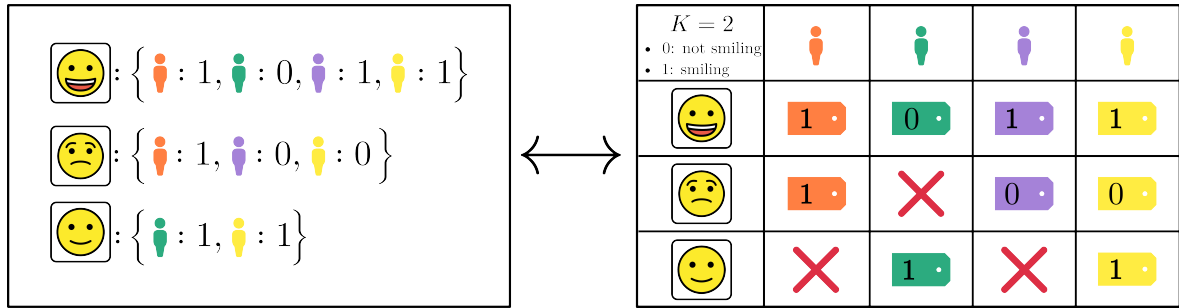 : { : 1, : 0, : 1, : 1}
: { : 1, : 0, : 0}
: { : 1, : 1}
K = 2
• 0: not smiling
• 1: smiling
1 0 1 1
1 0 0
1 1